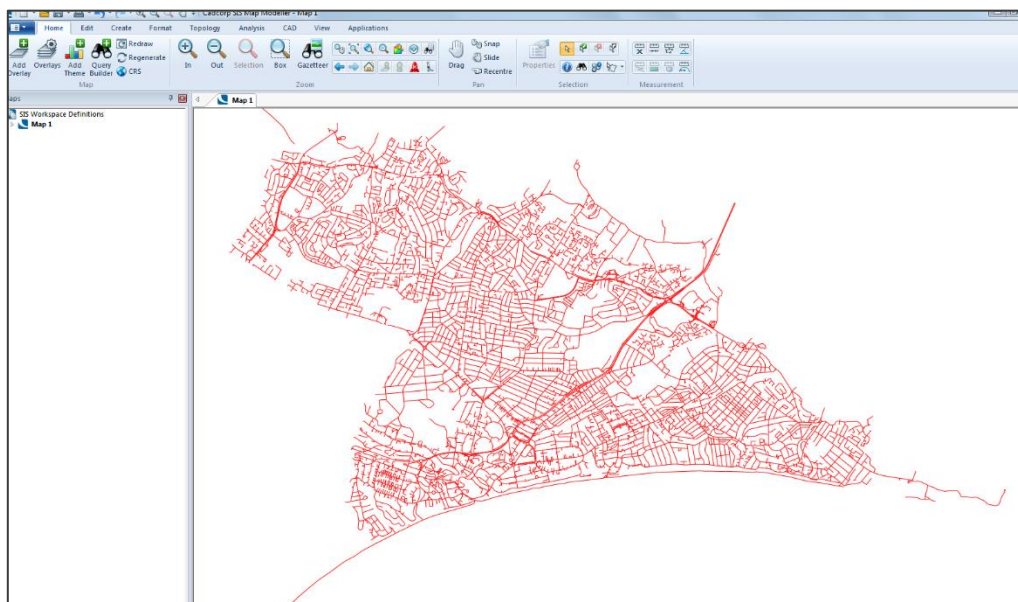 Cadcorp SIS Map Modeller - Map 1
Home Edit Create Format Topology Analysis CAD View Applications
Add Overlay
Overlays
Add Theme
Query Builder
Redraw
Regenerate
CRS
Map
In
Out
Selection
Box
Gazetteer
Zoom
Drag
Snap
Slide
Recentre
Pan
Properties
Selection
Measurement
aps
Map 1
SIS Workspace Definitions
Map 1